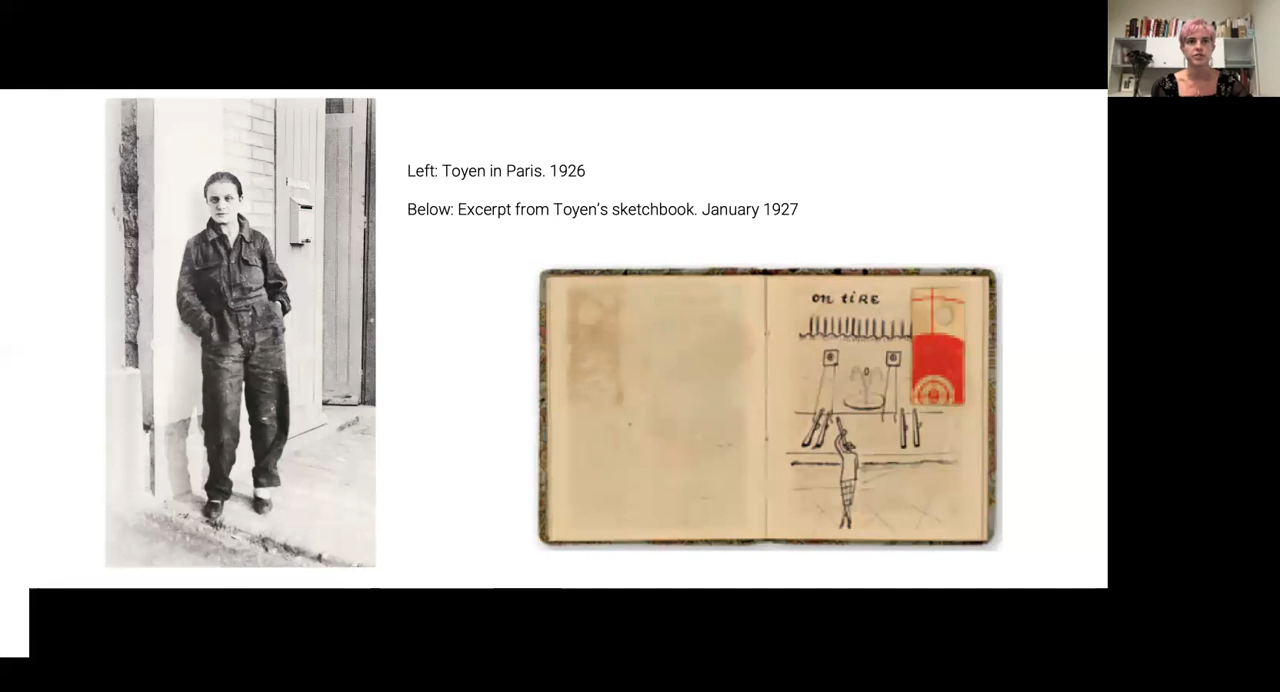 Left: Toyen in Paris. 1926
Below: Excerpt from Toyen’s sketchbook. January 1927
on tiRE